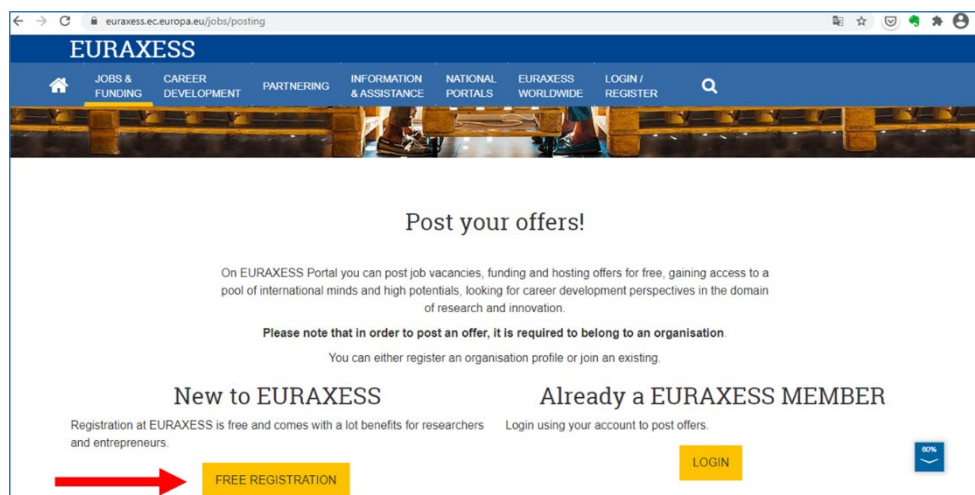 euraxess.ec.europa.eu/jobs/posting
EURAXESS
JOBS &
FUNDING
CAREER
DEVELOPMENT
PARTNERING
INFORMATION
& ASSISTANCE
NATIONAL
PORTALS
EURAXESS
WORLDWIDE
LOGIN /
REGISTER
Post your offers!
On EURAXESS Portal you can post job vacancies, funding and hosting offers for free, gaining access to a
pool of international minds and high potentials, looking for career development perspectives in the domain
of research and innovation.
Please note that in order to post an offer, it is required to belong to an organisation.
You can either register an organisation profile or join an existing.
New to EURAXESS
Registration at EURAXESS is free and comes with a lot benefits for researchers
and entrepreneurs.
FREE REGISTRATION
Already a EURAXESS MEMBER
Login using your account to post offers.
LOGIN
60%